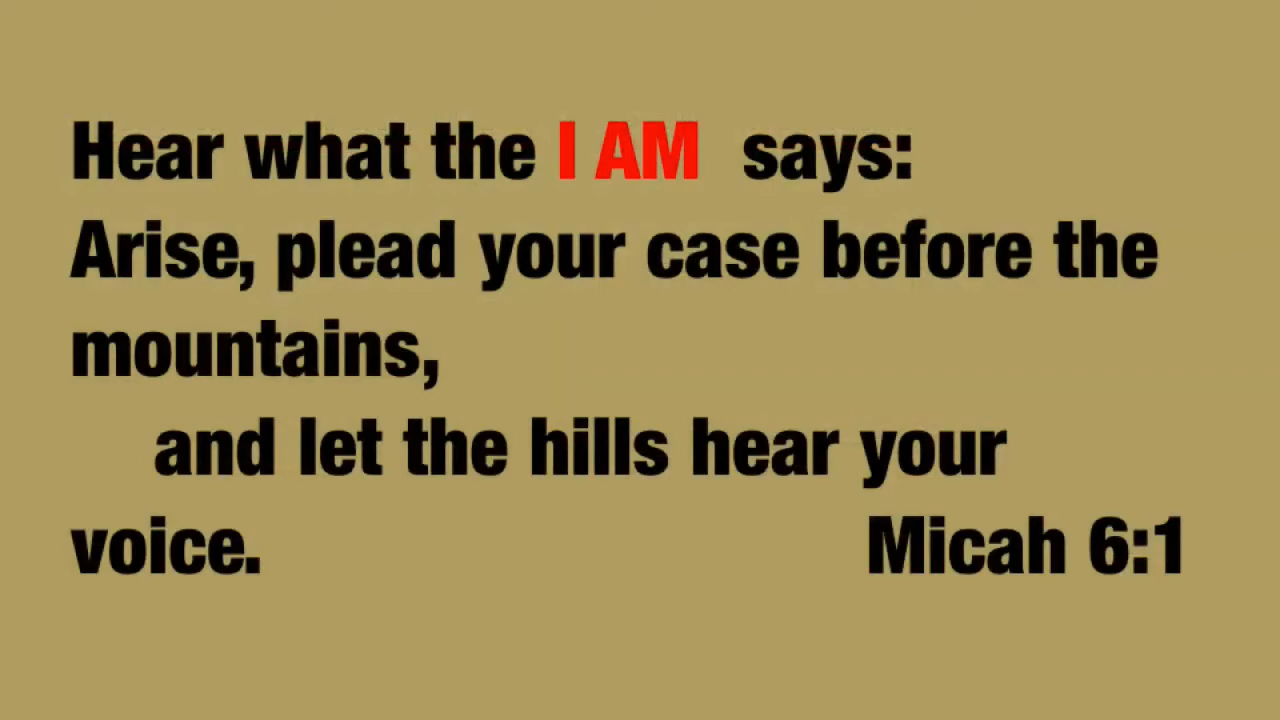 Hear what the I AM says:
Arise, plead your case before the
mountains,
and let the hills hear your
voice. Micah 6:1